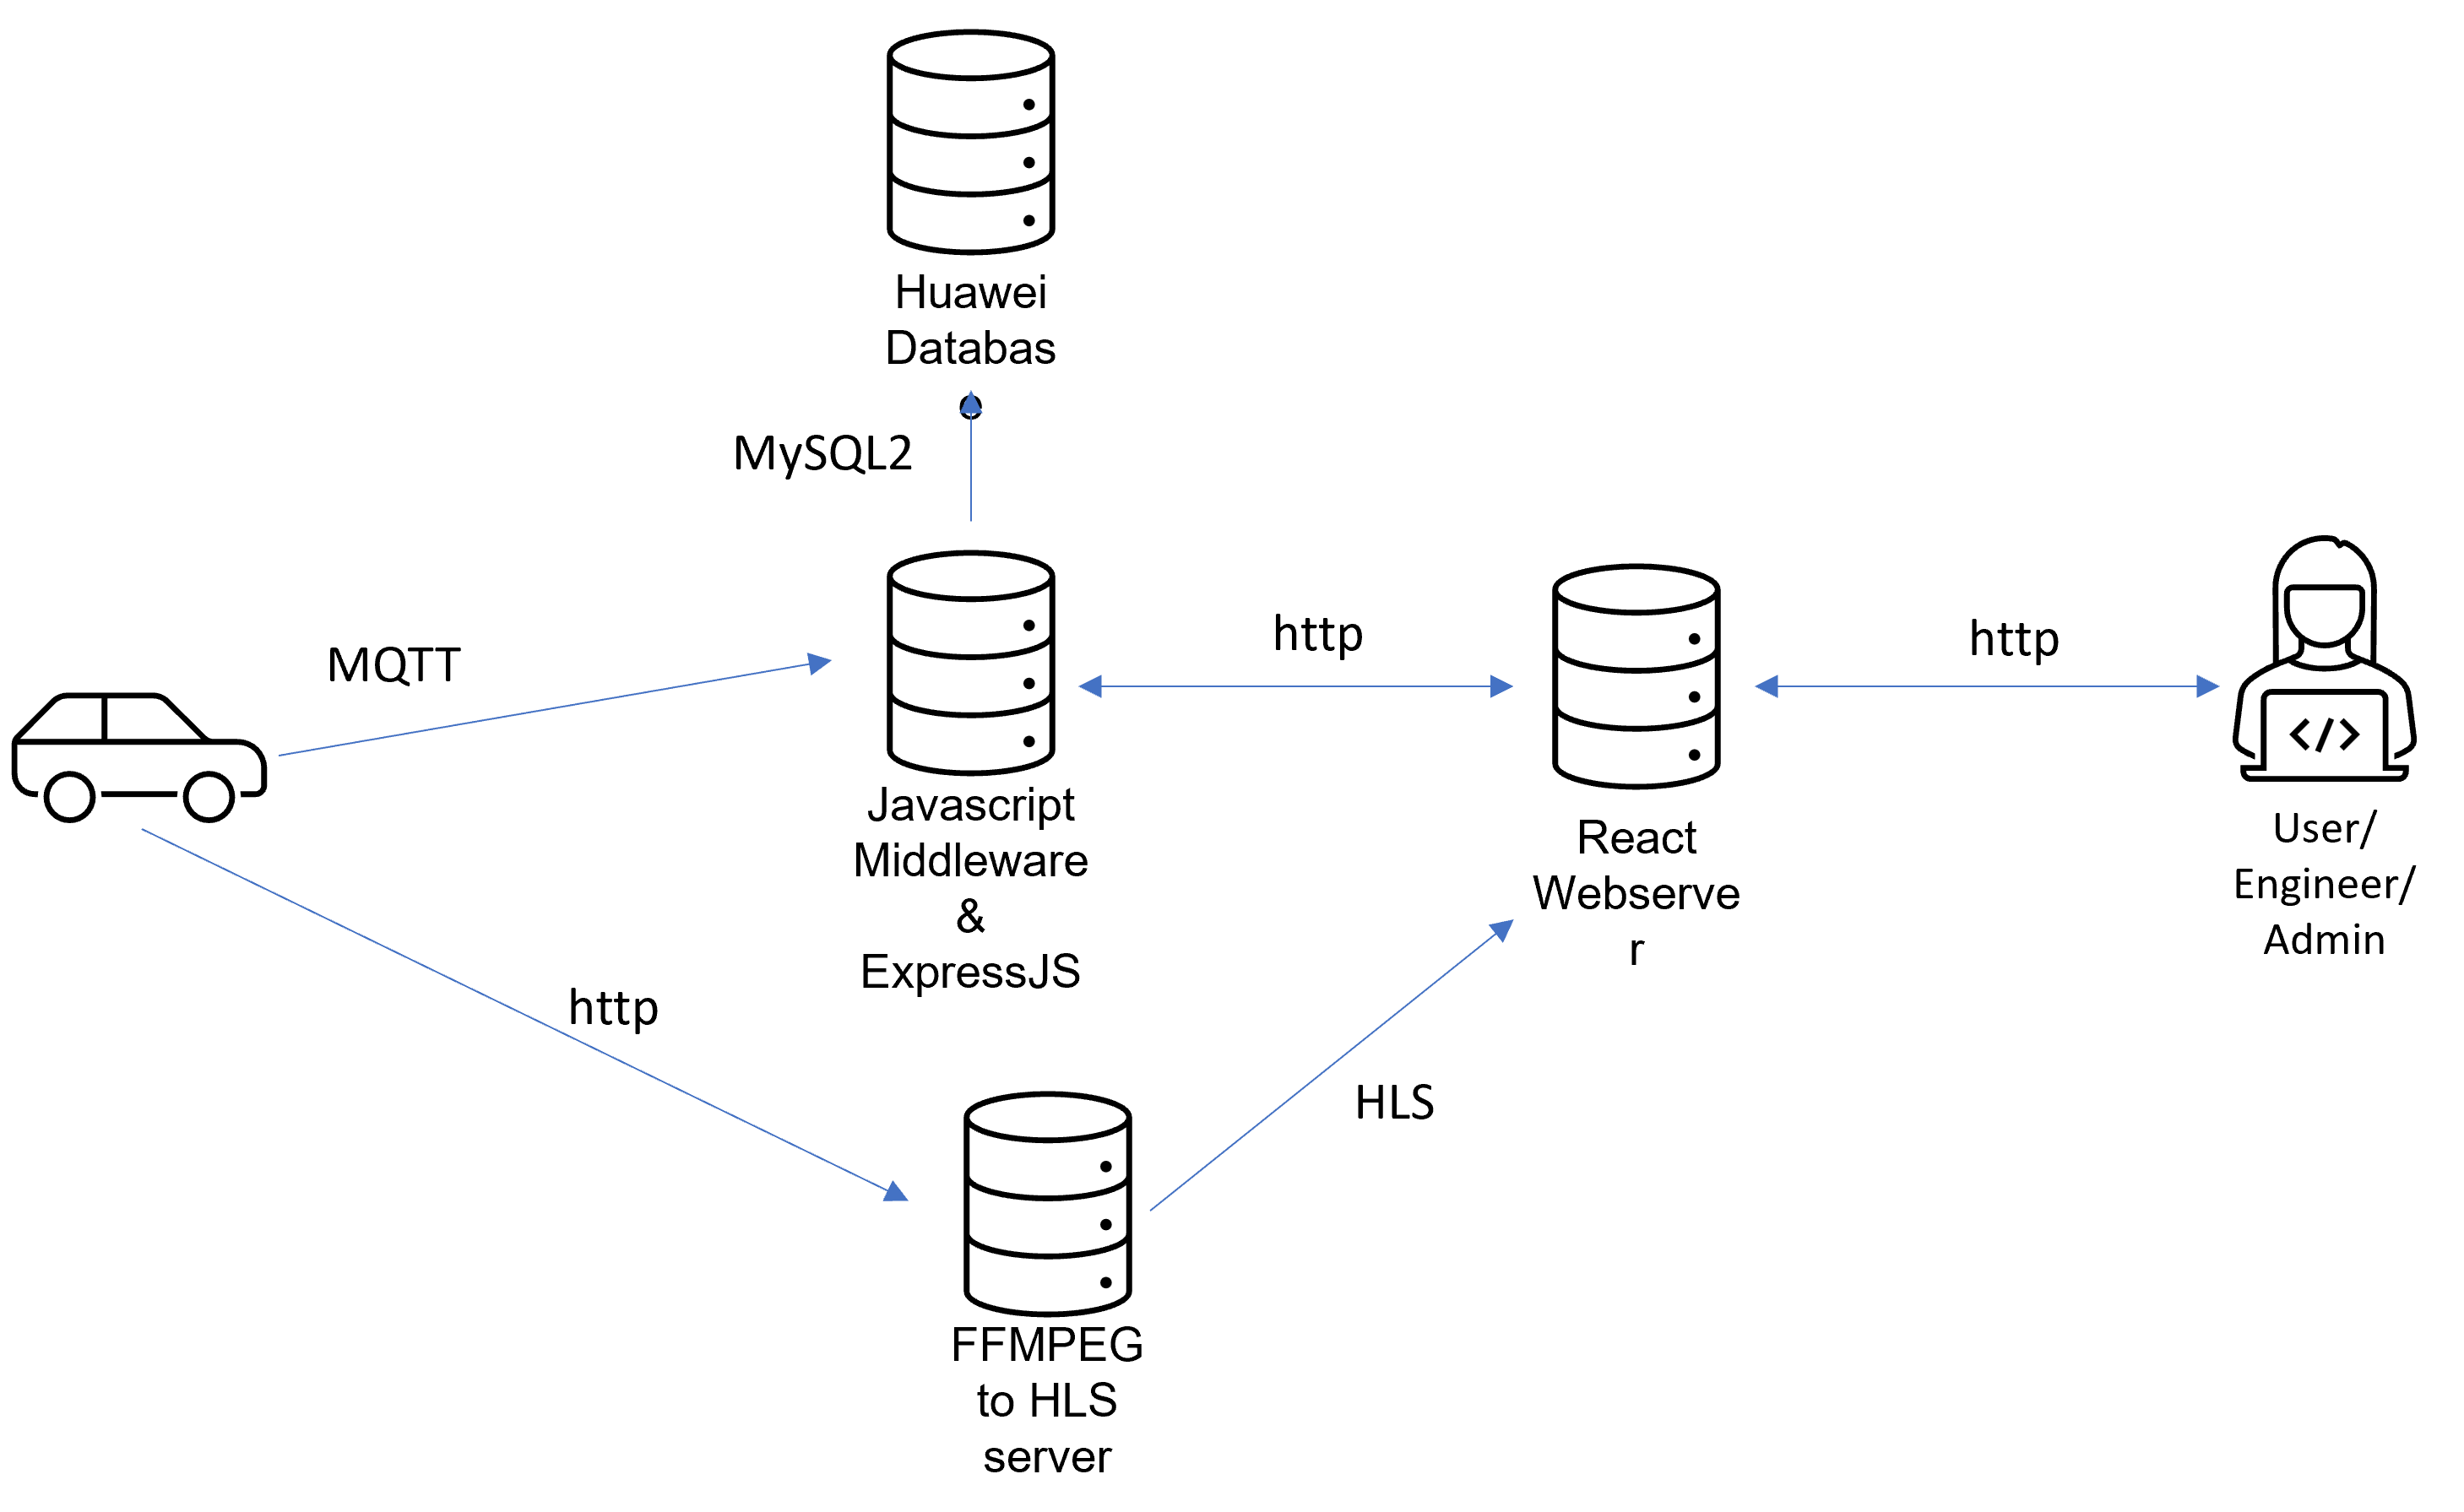 Huawei
Databas
e
MySQL2
MQTT
http
http
Javascript
Middleware
&
ExpressJS
React
Webserve
r
User/
Engineer/
Admin
http
HLS
FFMPEG
to HLS
server